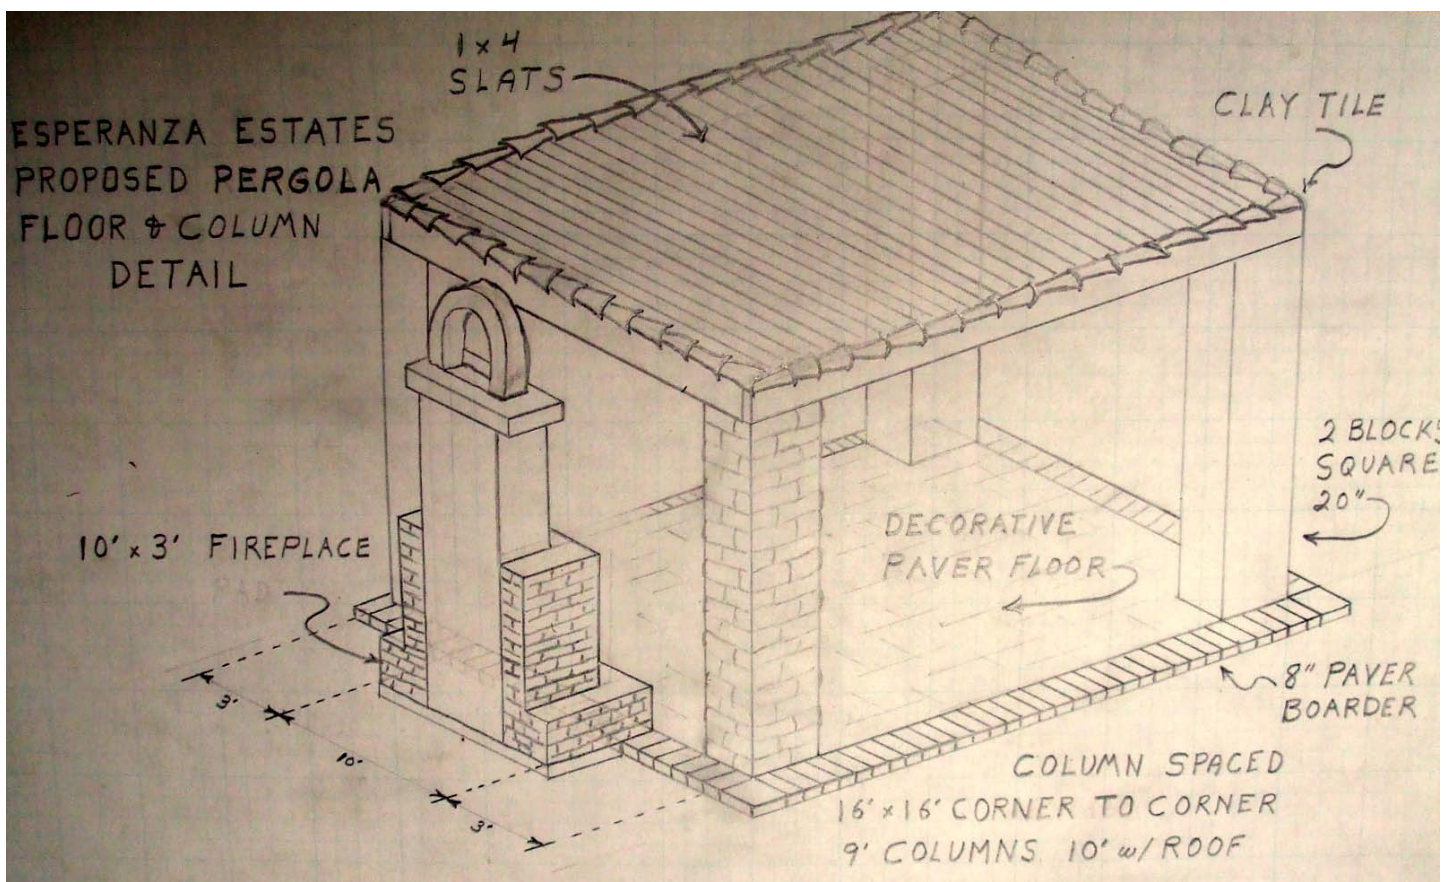 1 x 4
SLATS
ESPERANZA ESTATES
PROPOSED PERGOLA
FLOOR & COLUMN
DETAIL
CLAY TILE
2 BLOCKS
SQUARE
20"
10' x 3' FIREPLACE
PAD
DECORATIVE
PAVER FLOOR
8" PAVER
BOARDER
3'
10'
3'
COLUMN SPACED
16' x 16' CORNER TO CORNER
9' COLUMNS. 10' w/ROOF